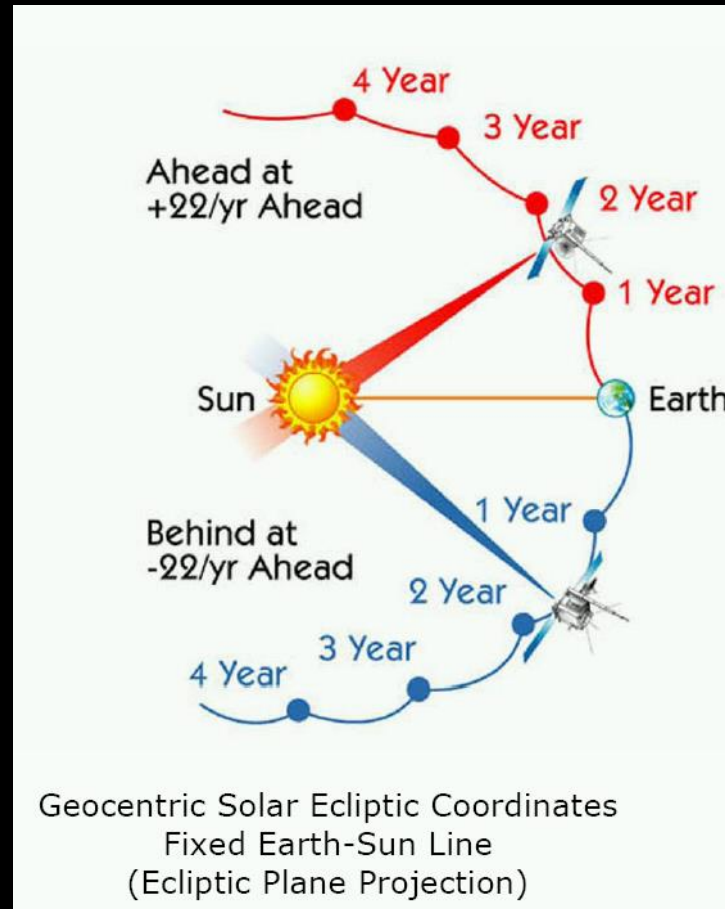 4 Year
3 Year
Ahead at
+22/yr Ahead
2 Year
1 Year
Sun
Earth
1 Year
Behind at
-22/yr Ahead
2 Year
3 Year
4 Year
Geocentric Solar Ecliptic Coordinates
Fixed Earth-Sun Line
(Ecliptic Plane Projection)